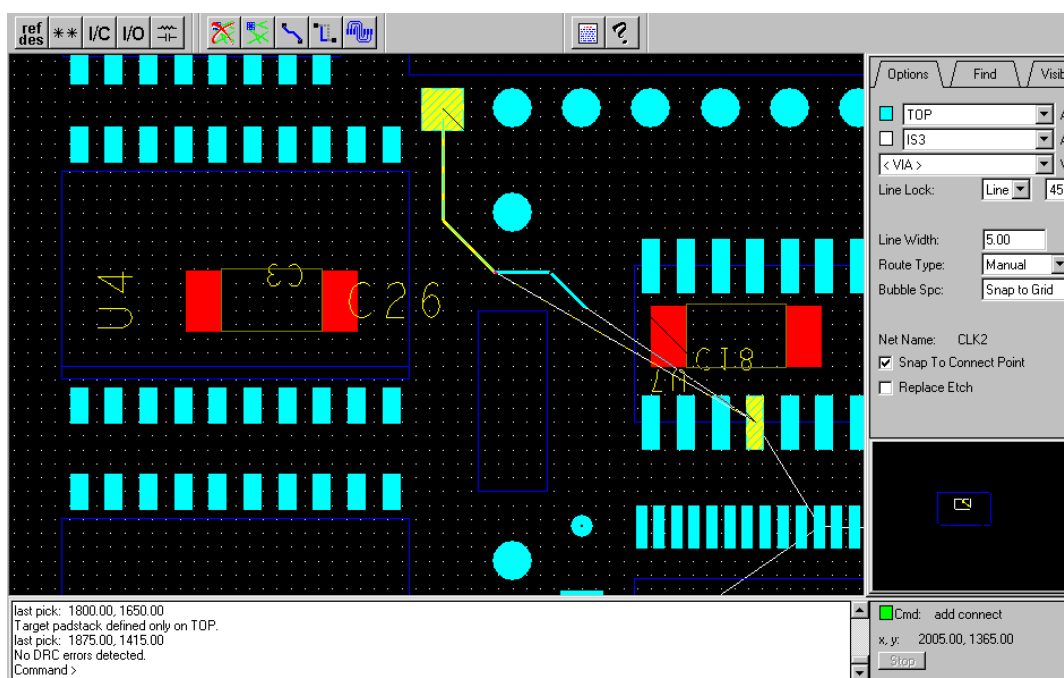 ref des ** I/C I/O ?
Options Find Visib
TOP A
IS3 A
< VIA > V
Line Lock: Line 45
Line Width: 5.00
Route Type: Manual
Bubble Spc: Snap to Grid
Net Name: CLK2
Snap To Connect Point
Replace Etch
U4
C3
C26
C18
U7
last pick: 1800.00, 1650.00
Target padstack defined only on TOP.
last pick: 1875.00, 1415.00
No DRC errors detected.
Command >
Cmd: add connect
x, y: 2005.00, 1365.00
Stop